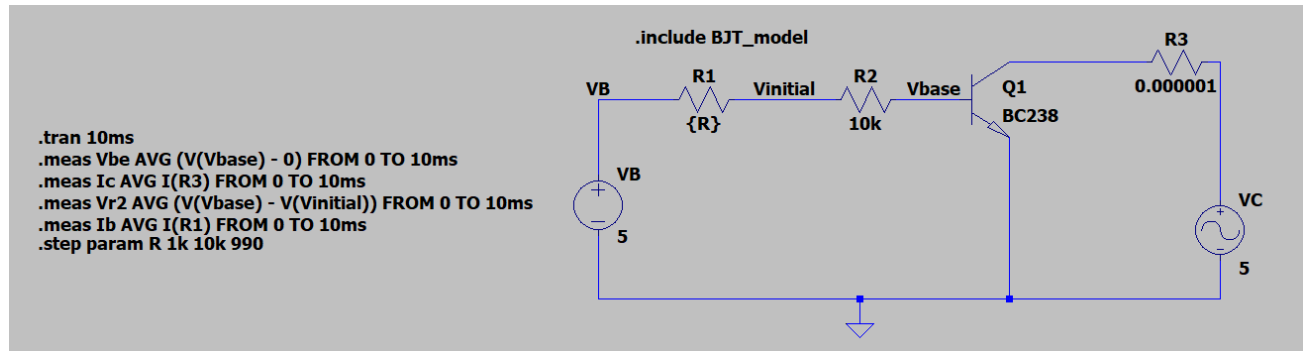 .include BJT_model
R3
0.000001
VB
R1
{R}
Vinitial
R2
10k
Vbase
Q1
BC238
.tran 10ms
.meas Vbe AVG (V(Vbase) - 0) FROM 0 TO 10ms
.meas Ic AVG I(R3) FROM 0 TO 10ms
.meas Vr2 AVG (V(Vbase) - V(Vinitial)) FROM 0 TO 10ms
.meas Ib AVG I(R1) FROM 0 TO 10ms
.step param R 1k 10k 990
VB
5
VC
5